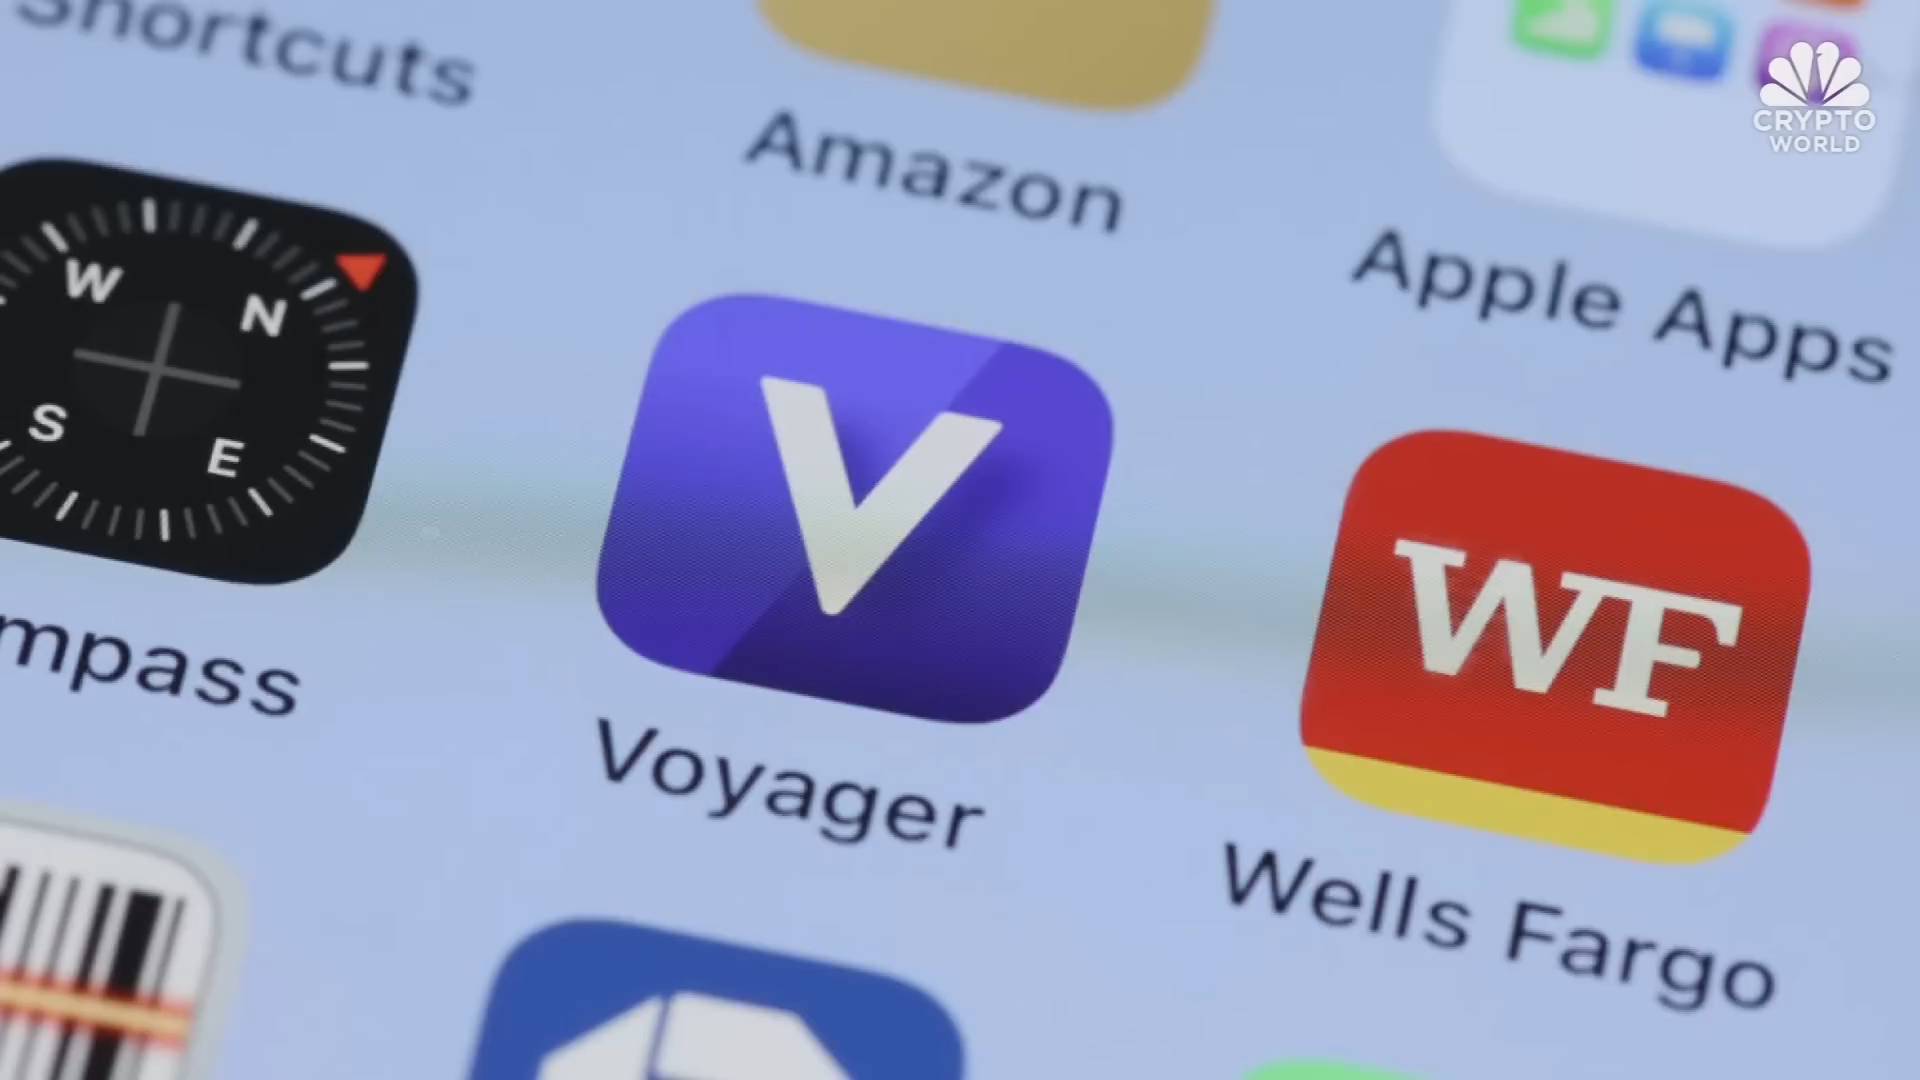 Shortcuts
Amazon
Apple Apps
CRYPTO
WORLD
W
N
S
E
mpass
V
Voyager
WF
Wells Fargo